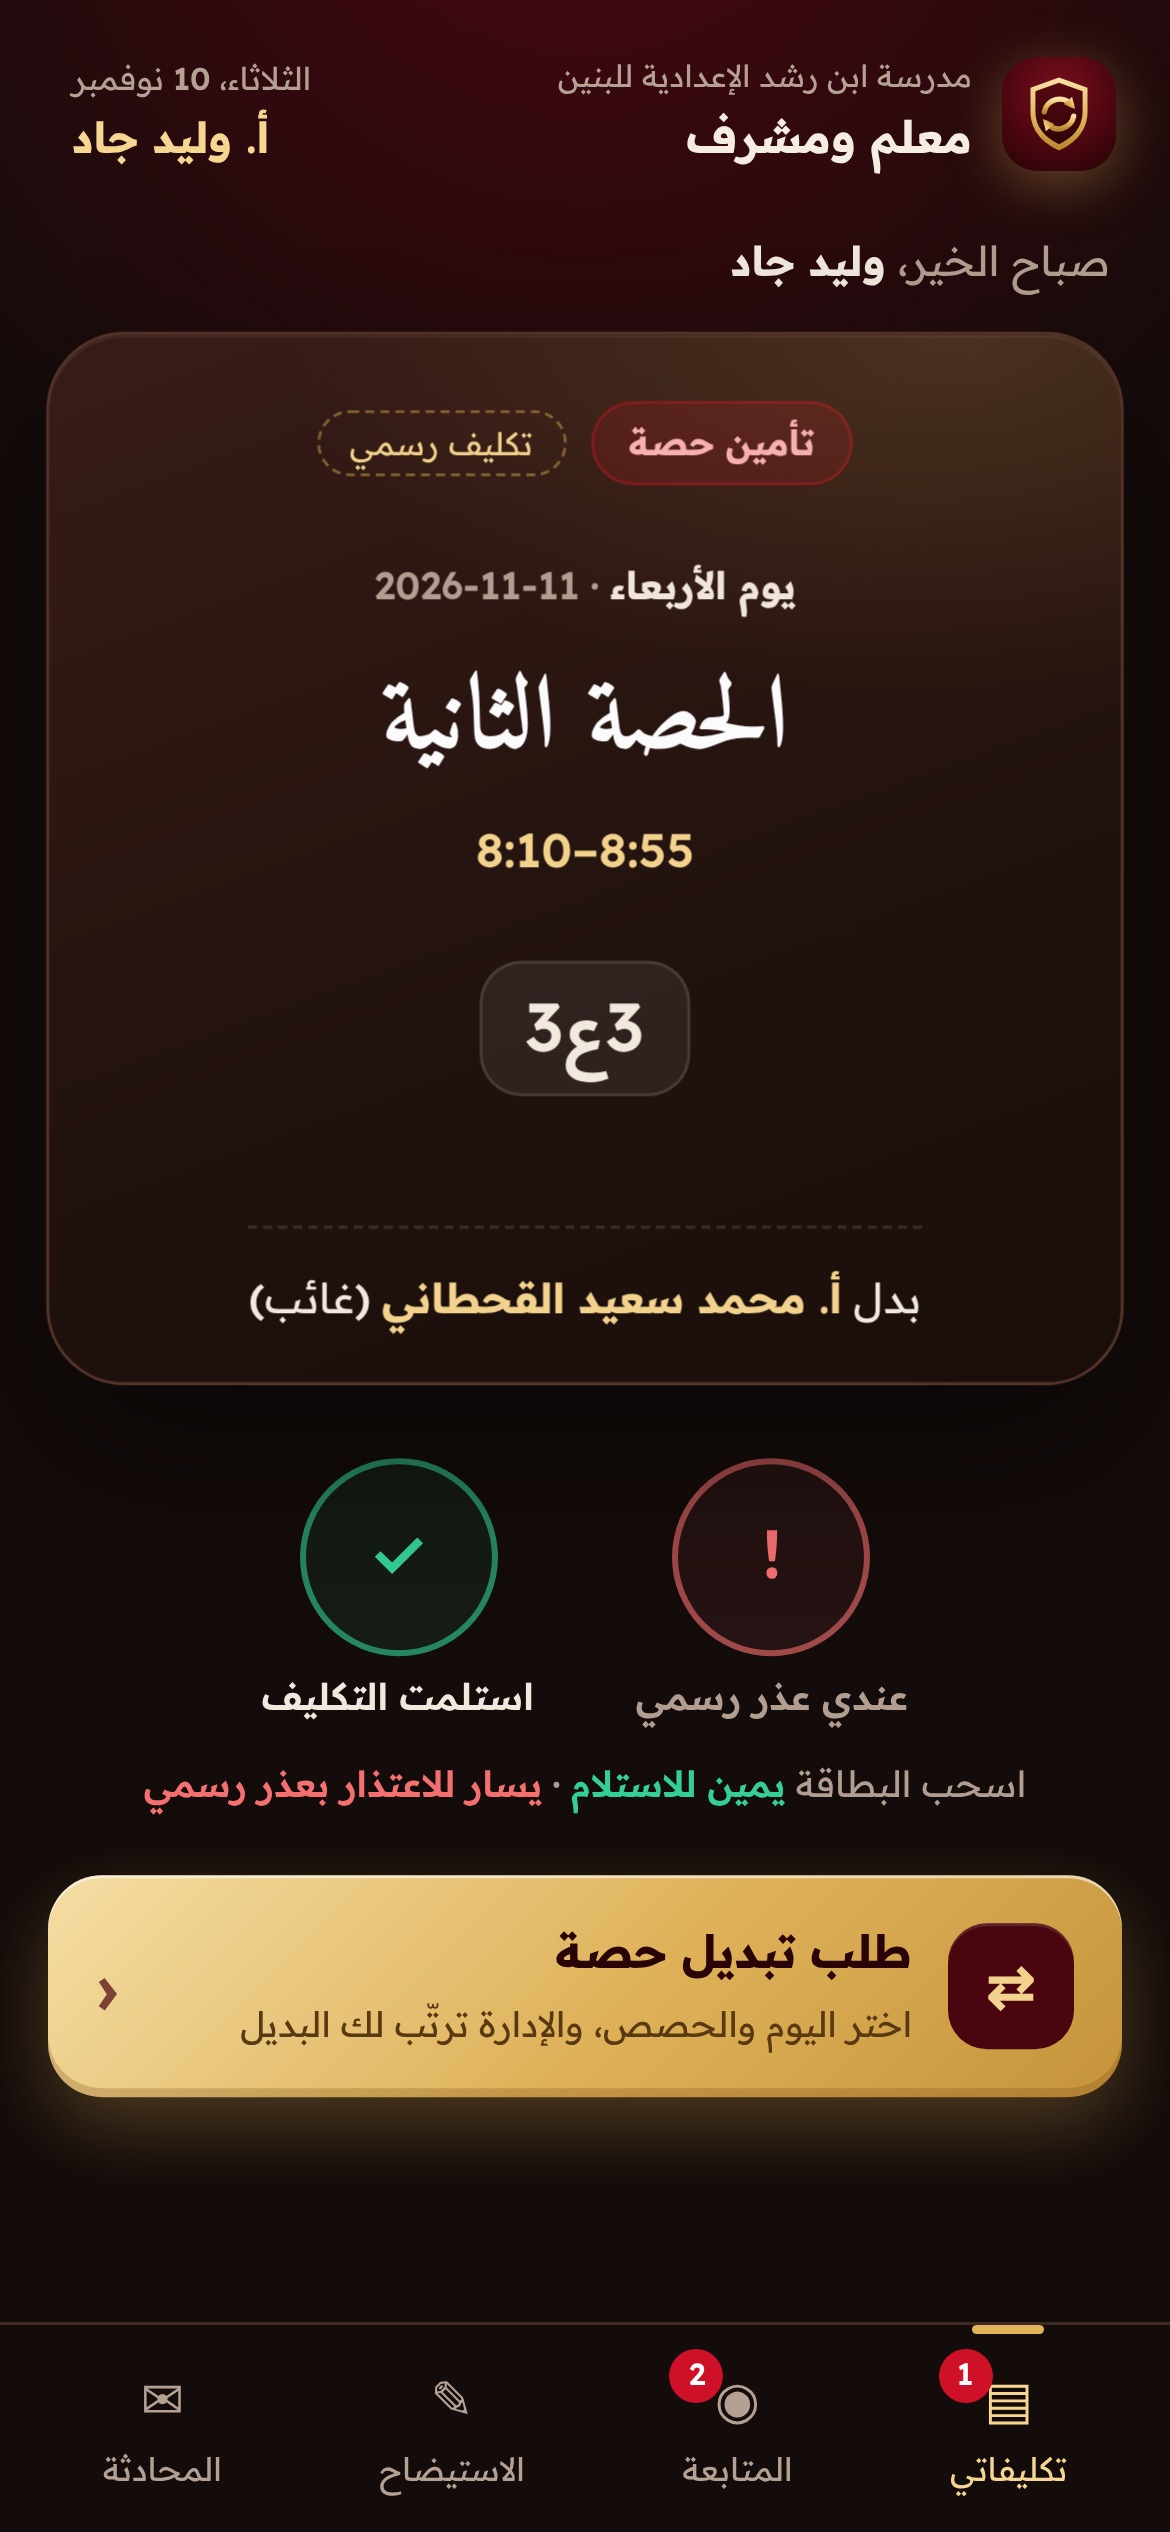 مدرسة ابن رشد الإعدادية للبنين
معلم ومشرف
الثلاثاء، 10 نوفمبر
أ. وليد جاد
صباح الخير، وليد جاد
تأمين حصة
تكليف رسمي
يوم الأربعاء · 2026-11-11
الحصة الثانية
8:10–8:55
3ع3
بدل أ. محمد سعيد القحطاني (غائب)
!
عندي عذر رسمي
استلمت التكليف
اسحب البطاقة يمين للاستلام · يسار للاعتذار بعذر رسمي
طلب تبديل حصة
اختر اليوم والحصص، والإدارة ترتّب لك البديل
1
تكليفاتي
2
المتابعة
الاستيضاح
المحادثة